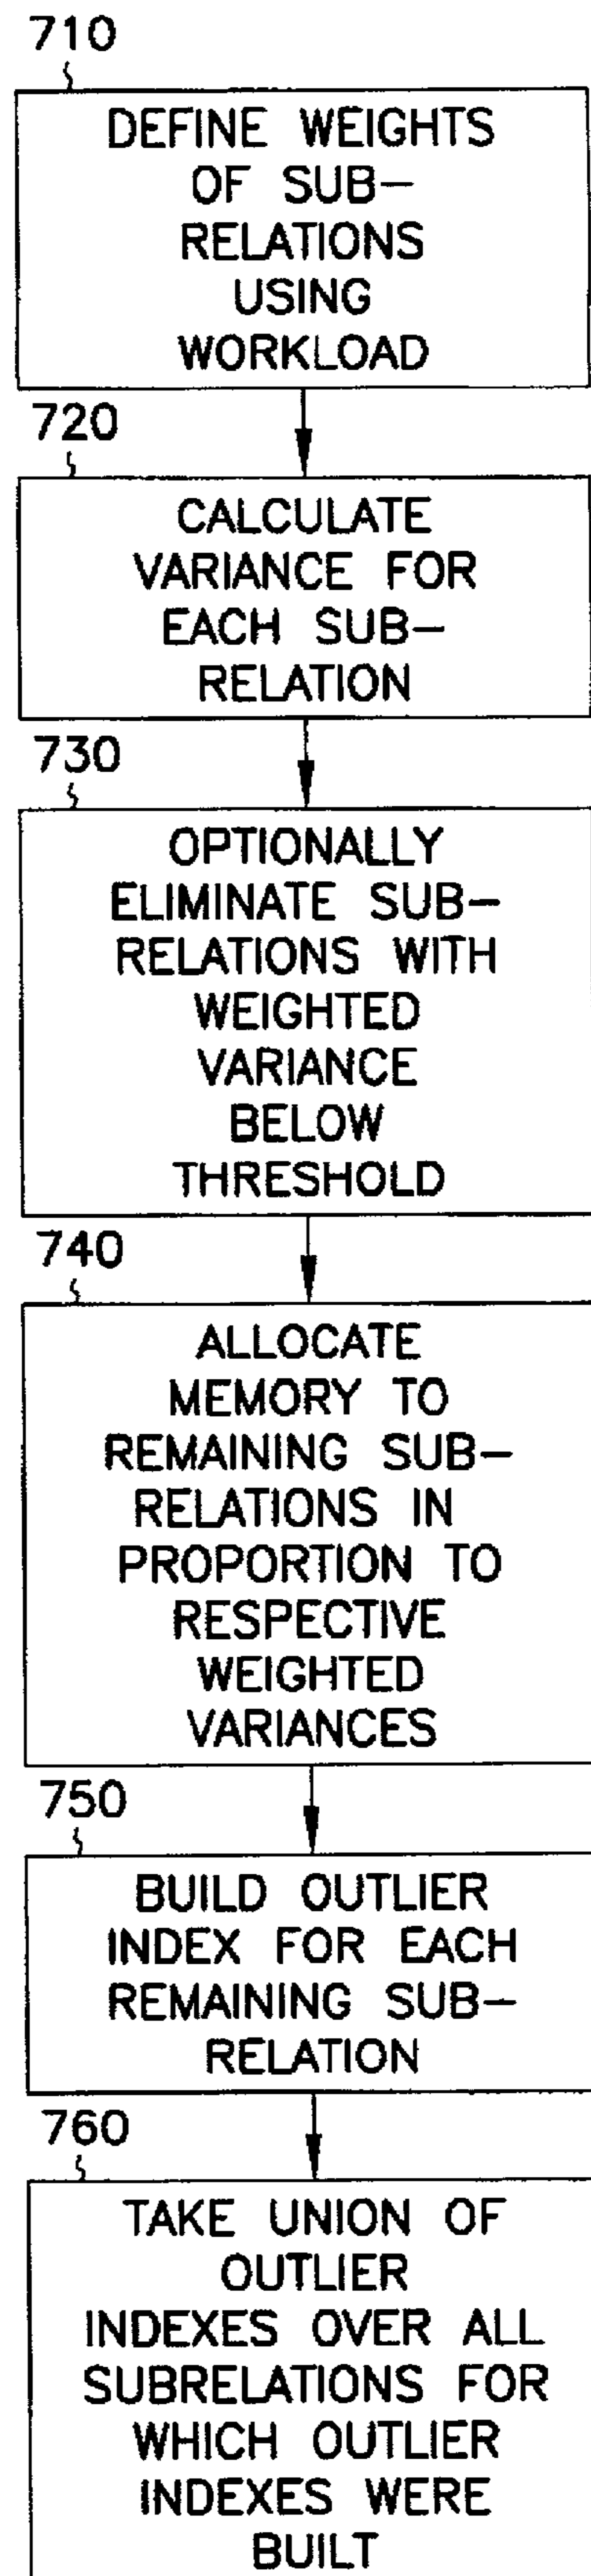 710
DEFINE WEIGHTS
OF SUB-
RELATIONS
USING
WORKLOAD
720
CALCULATE
VARIANCE FOR
EACH SUB-
RELATION
730
OPTIONALLY
ELIMINATE SUB-
RELATIONS WITH
WEIGHTED
VARIANCE
BELOW
THRESHOLD
740
ALLOCATE
MEMORY TO
REMAINING SUB-
RELATIONS IN
PROPORTION TO
RESPECTIVE
WEIGHTED
VARIANCES
750
BUILD OUTLIER
INDEX FOR EACH
REMAINING SUB-
RELATION
760
TAKE UNION OF
OUTLIER
INDEXES OVER ALL
SUBRELATIONS FOR
WHICH OUTLIER
INDEXES WERE
BUILT